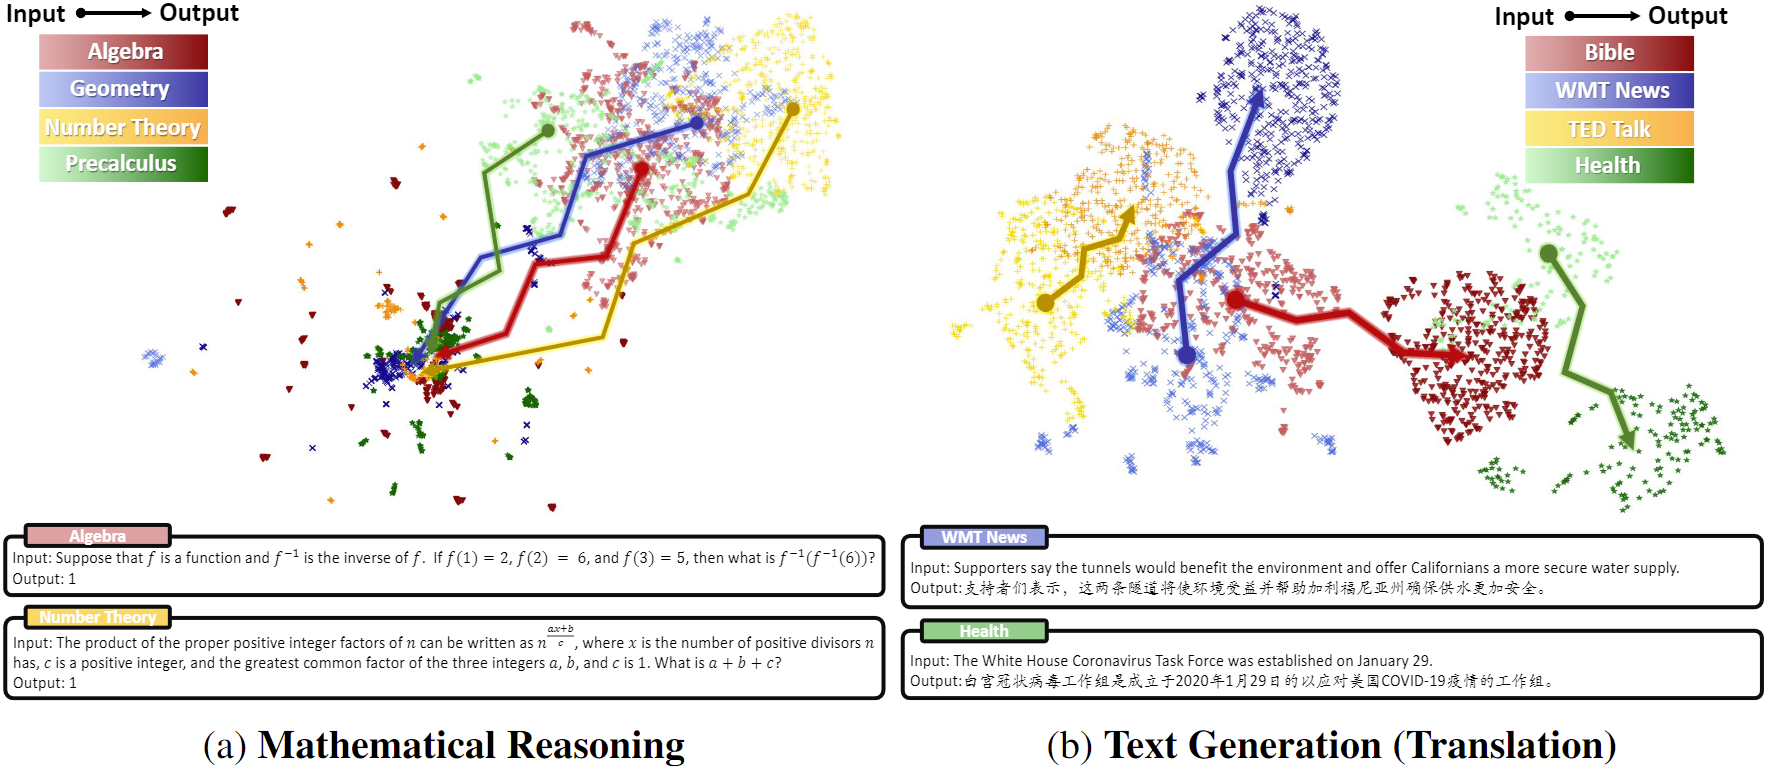 Input Output
Algebra
Geometry
Number Theory
Precalculus
Input Output
Bible
WMT News
TED Talk
Health
Algebra
Input: Suppose that f is a function and f⁻¹ is the inverse of f. If f(1) = 2, f(2) = 6, and f(3) = 5, then what is f⁻¹(f⁻¹(6))?
Output: 1
Number Theory
Input: The product of the proper positive integer factors of n can be written as n^((ax+b)/c), where x is the number of positive divisors n
has, c is a positive integer, and the greatest common factor of the three integers a, b, and c is 1. What is a + b + c?
Output: 1
WMT News
Input: Supporters say the tunnels would benefit the environment and offer Californians a more secure water supply.
Output:支持者们表示，这两条隧道将使环境受益并帮助加利福尼亚州确保供水更加安全。
Health
Input: The White House Coronavirus Task Force was established on January 29.
Output:白宫冠状病毒工作组是成立于2020年1月29日的以应对美国COVID-19疫情的工作组。
(a) Mathematical Reasoning
(b) Text Generation (Translation)